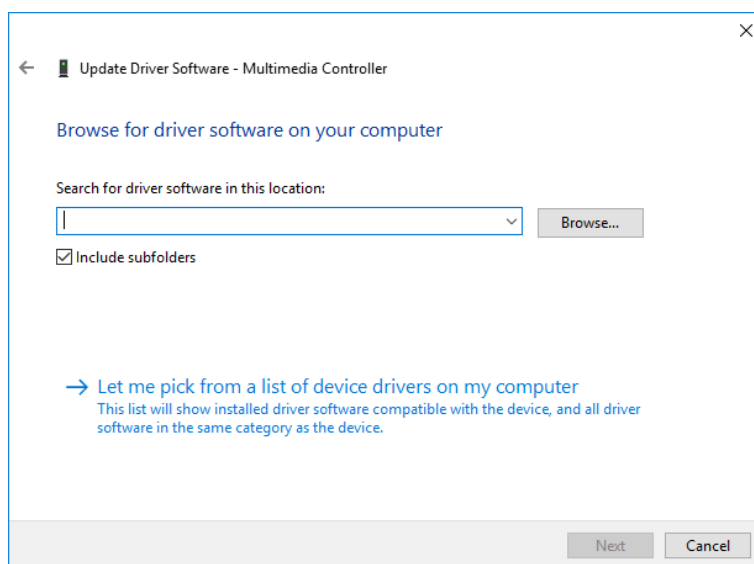 Update Driver Software - Multimedia Controller
Browse for driver software on your computer
Search for driver software in this location:
Browse...
Include subfolders
Let me pick from a list of device drivers on my computer
This list will show installed driver software compatible with the device, and all driver
software in the same category as the device.
Next
Cancel